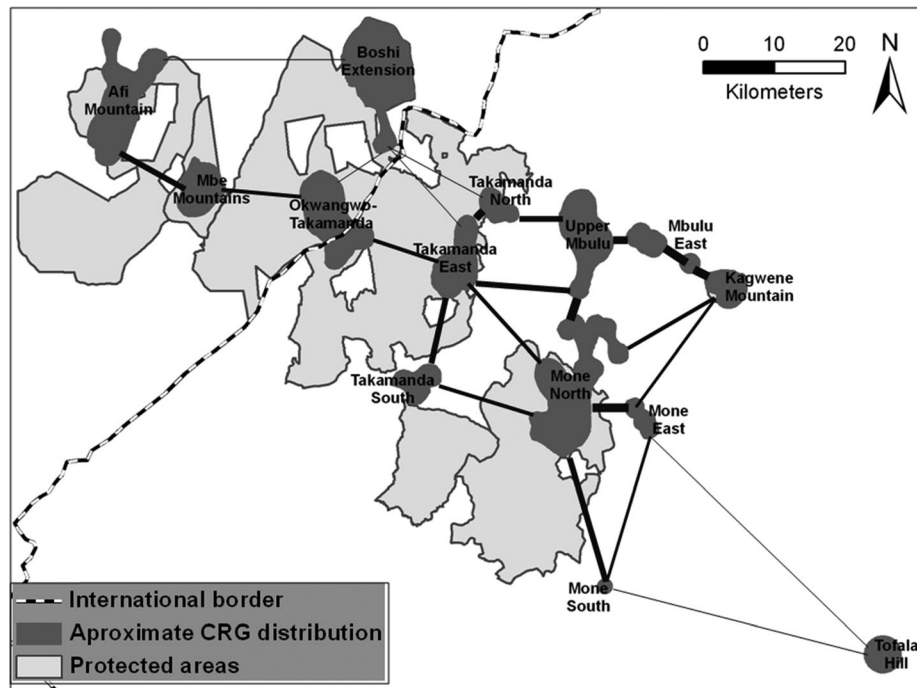 Boshi
Extension
0 10 20
Kilometers
N
Afi
Mountain
Mbe
Mountains
Okwangwo-
Takamanda
Takamanda
North
Takamanda
East
Upper
Mbulu
Mbulu
East
Kagwene
Mountain
Takamanda
South
Mone
North
Mone
East
Mone
South
Tofala
Hill
International border
Aproximate CRG distribution
Protected areas